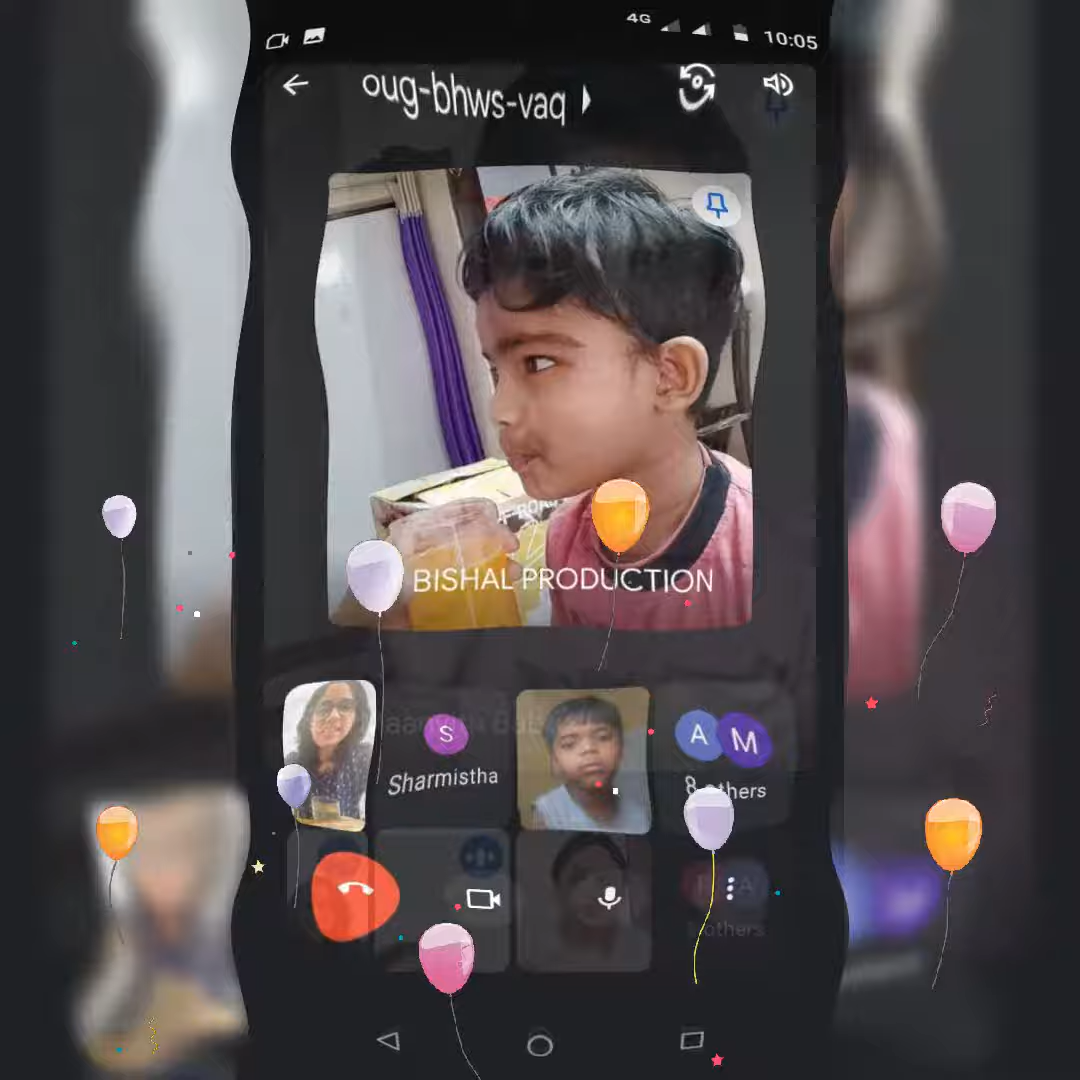 4G 10:05
oug-bhws-vaq
BISHAL PRODUCTION
S
Sharmistha
A M
8 others
A
others